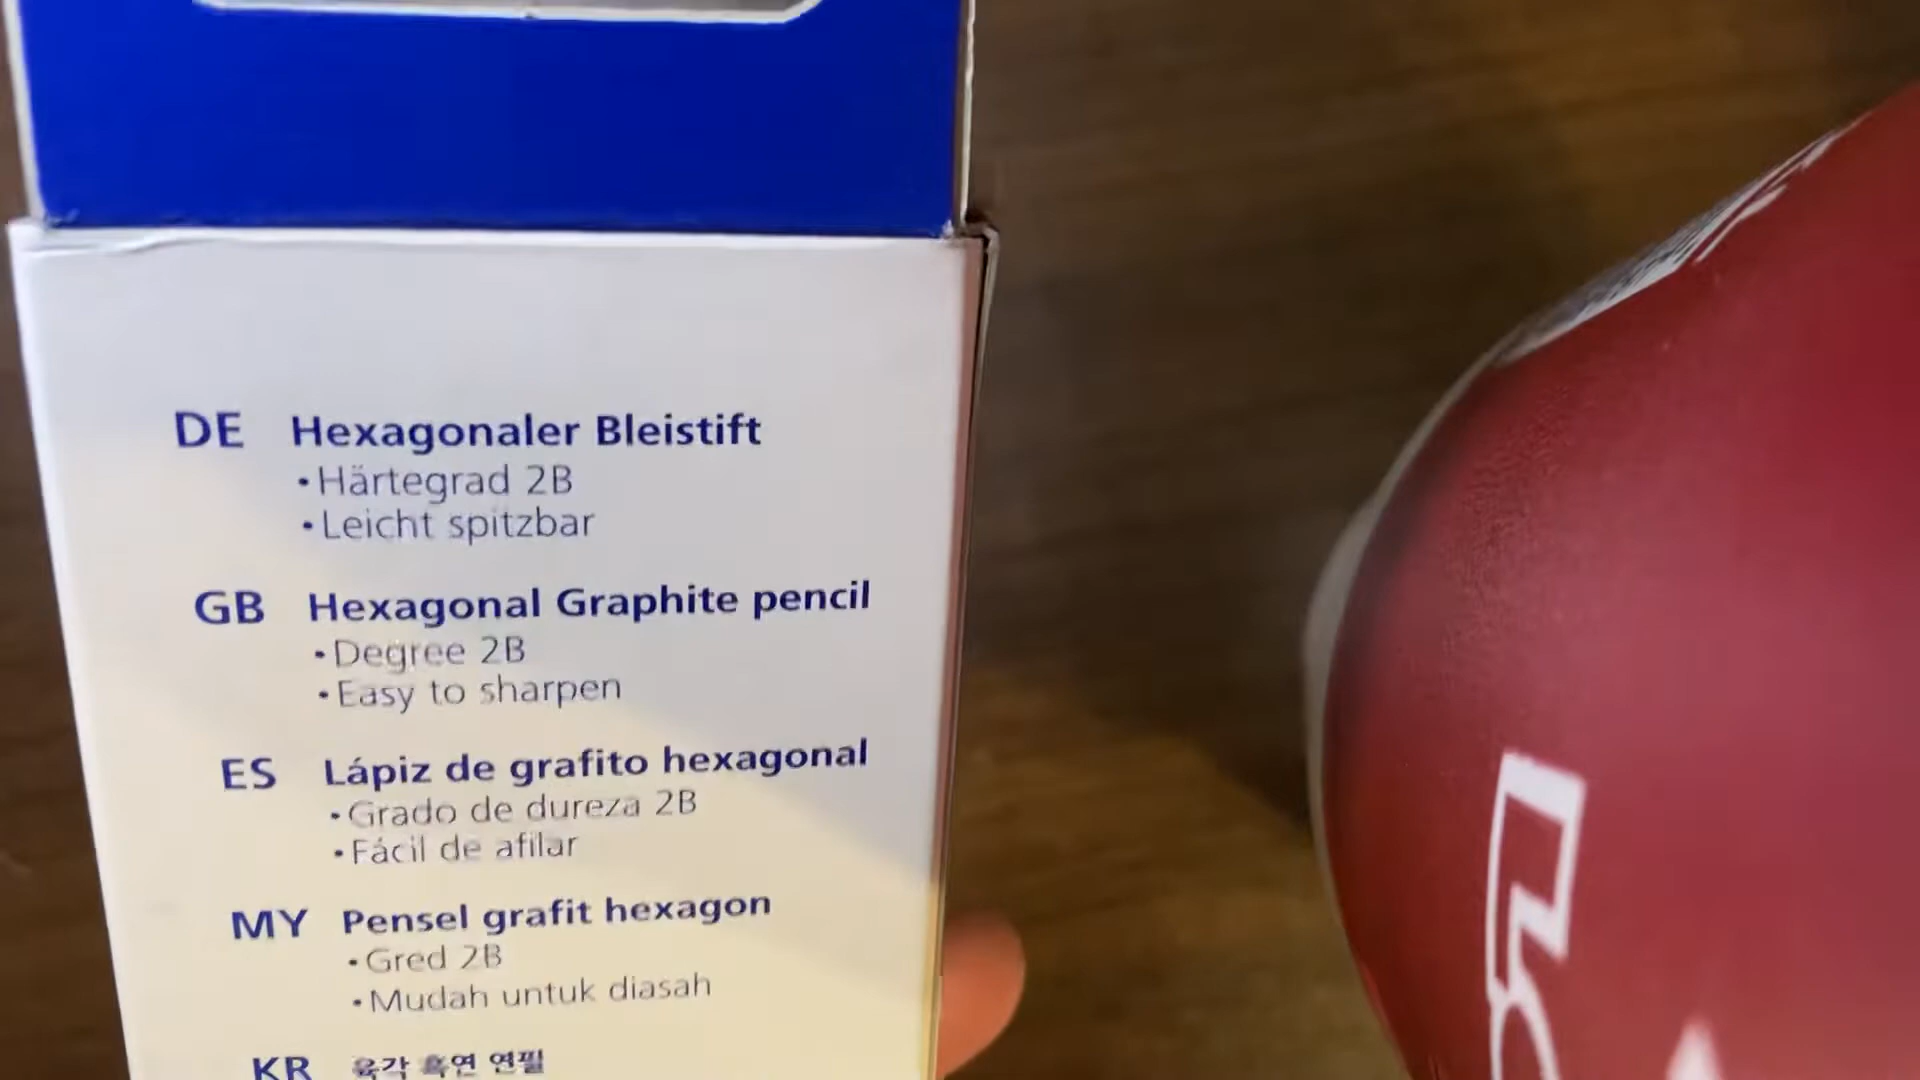 DE Hexagonaler Bleistift
• Härtegrad 2B
• Leicht spitzbar
GB Hexagonal Graphite pencil
• Degree 2B
• Easy to sharpen
ES Lápiz de grafito hexagonal
• Grado de dureza 2B
• Fácil de afilar
MY Pensel grafit hexagon
• Gred 2B
• Mudah untuk diasah
KR 육각 흑연 연필